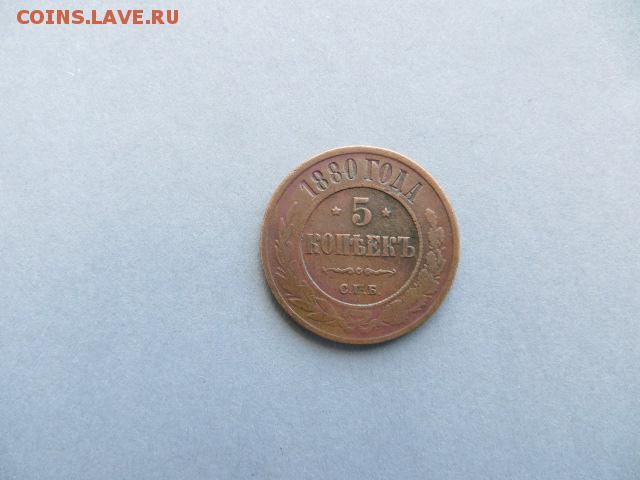 COINS.LAVE.RU
1880 ГОДА
* 5 *
КОПѢЕКЪ
С.П.Б.